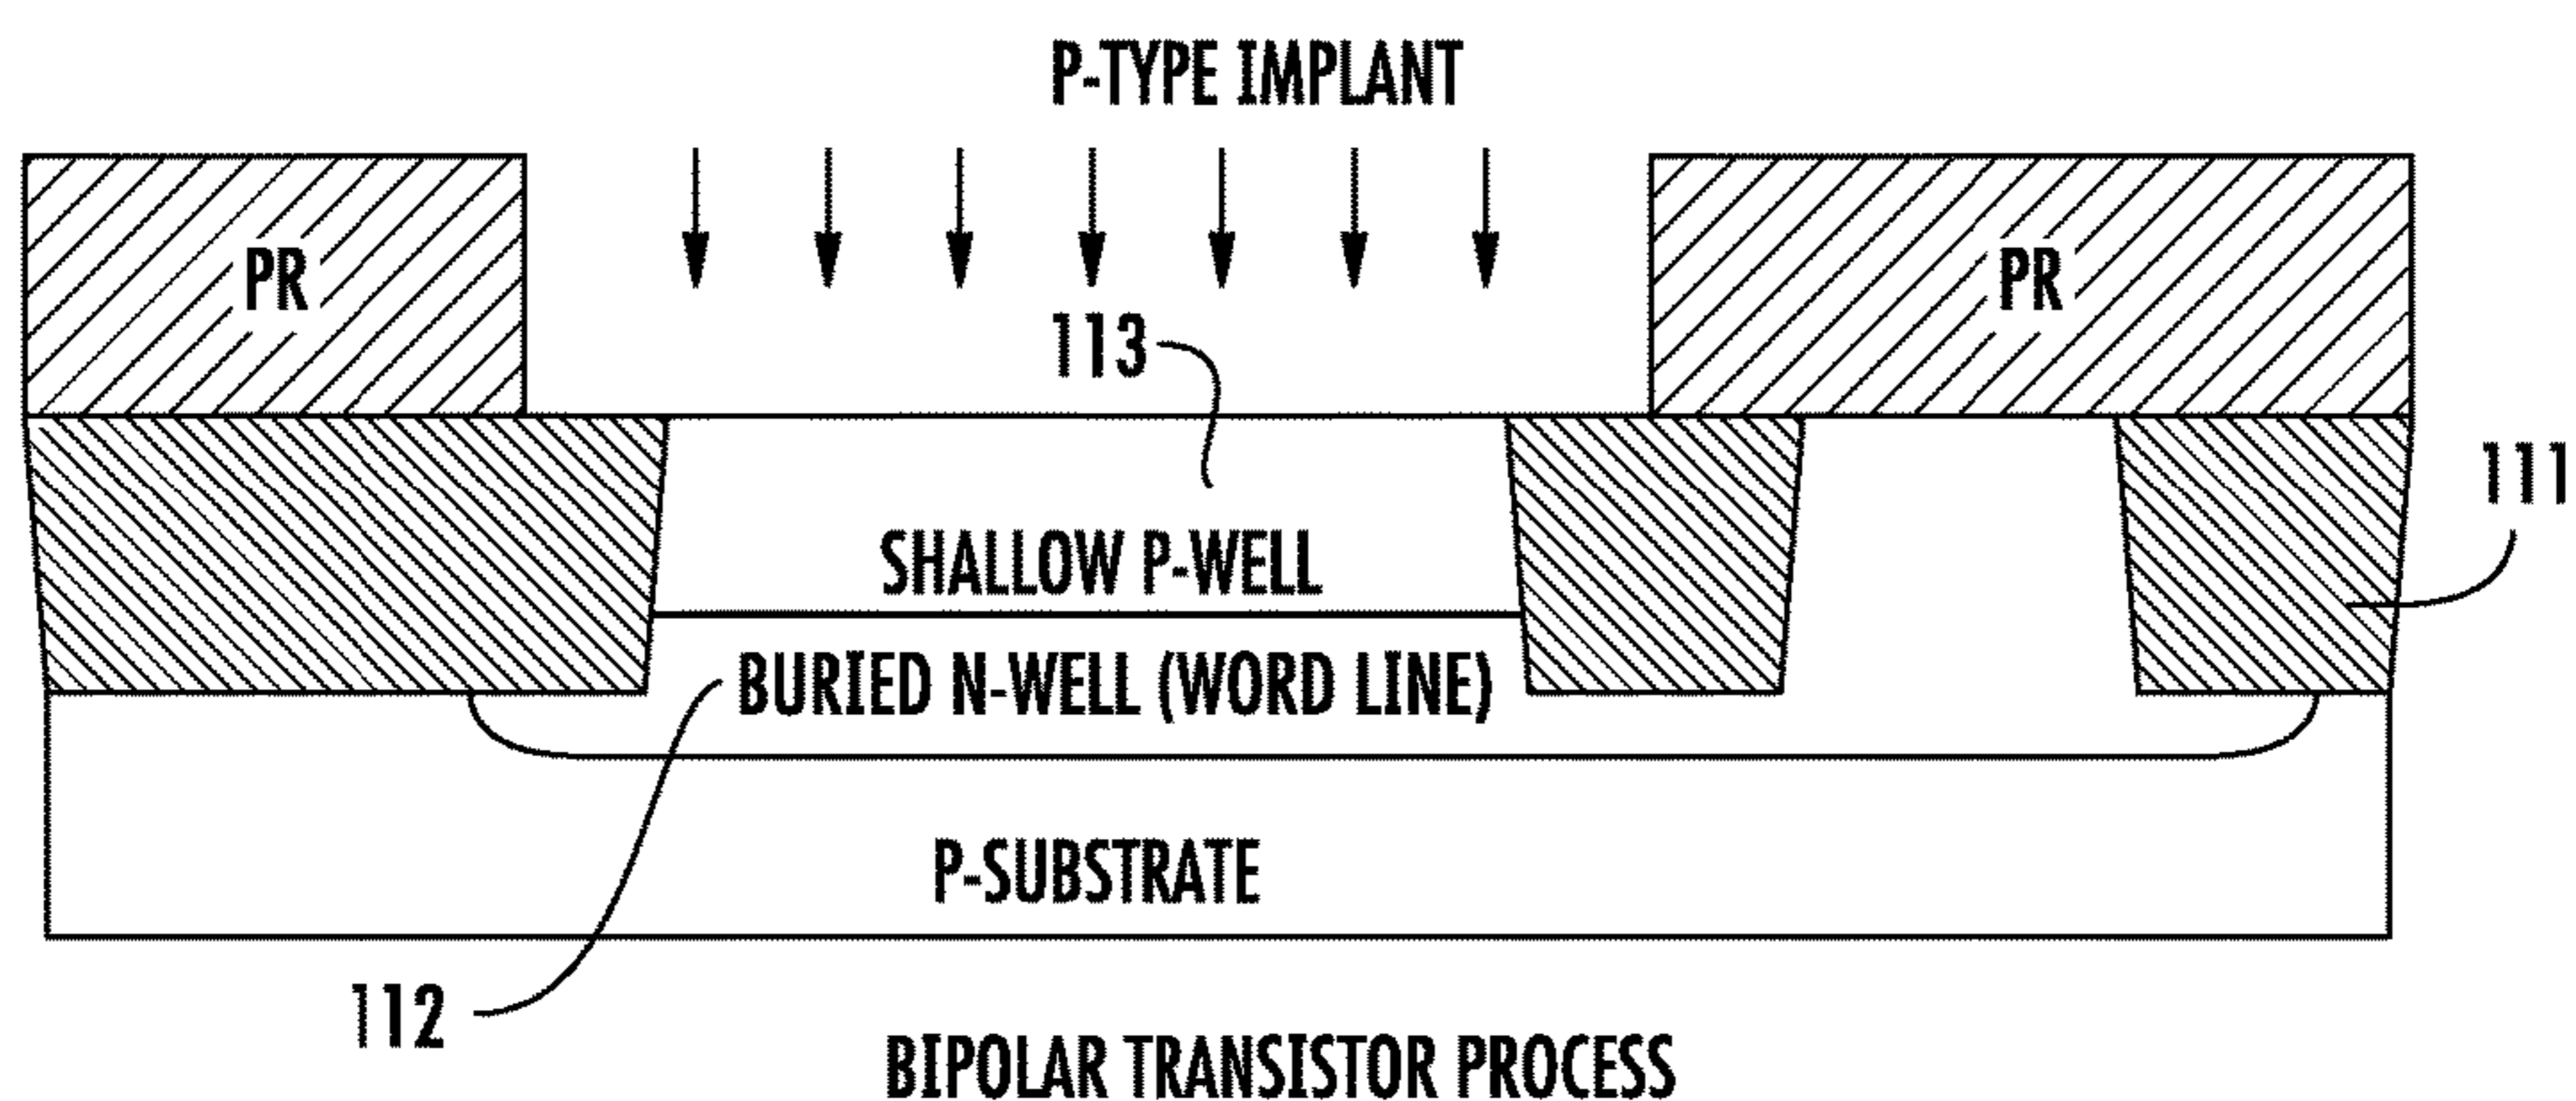 P-TYPE IMPLANT
PR
PR
113
111
SHALLOW P-WELL
BURIED N-WELL (WORD LINE)
P-SUBSTRATE
112
BIPOLAR TRANSISTOR PROCESS